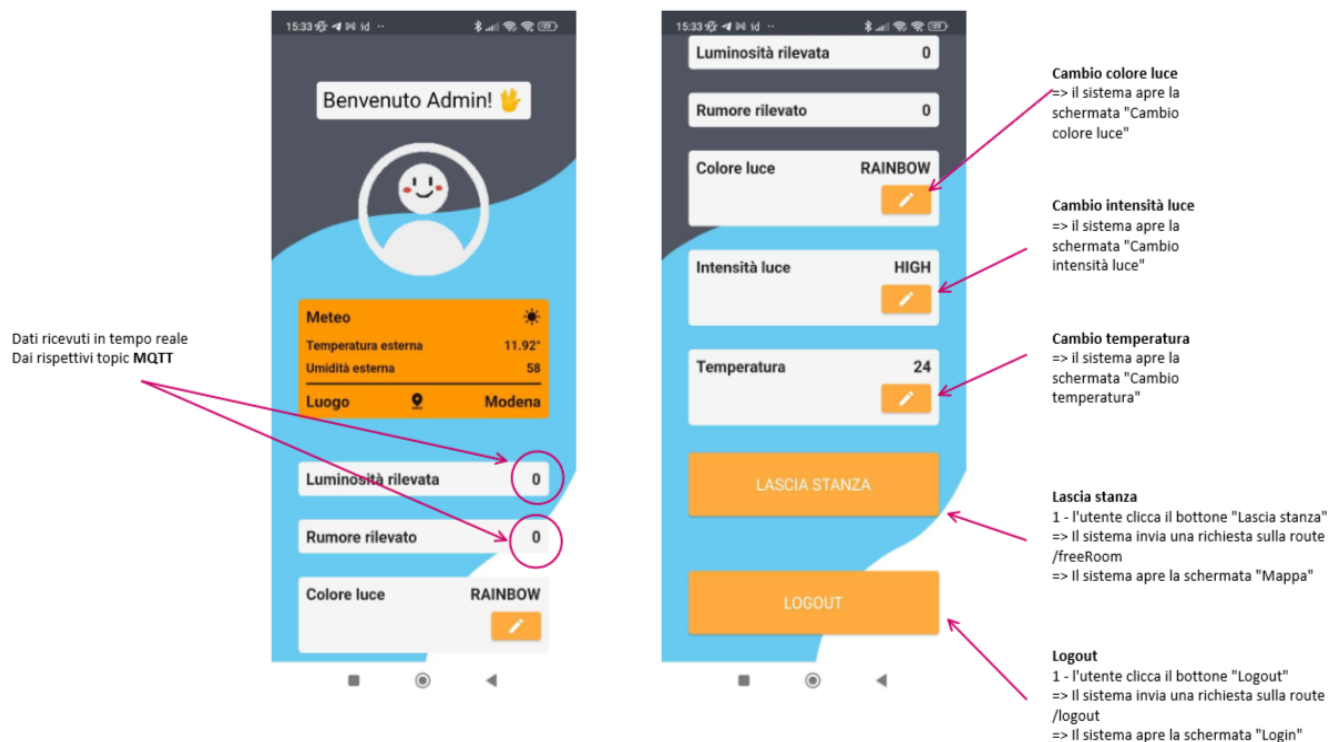 Dati ricevuti in tempo reale
Dai rispettivi topic MQTT
15:33
Benvenuto Admin! 🖖
Meteo
Temperatura esterna 11.92°
Umidità esterna 58
Luogo Modena
Luminosità rilevata 0
Rumore rilevato 0
Colore luce RAINBOW
15:33
Luminosità rilevata 0
Rumore rilevato 0
Colore luce RAINBOW
Intensità luce HIGH
Temperatura 24
LASCIA STANZA
LOGOUT
Cambio colore luce
=> il sistema apre la
schermata "Cambio
colore luce"
Cambio intensità luce
=> il sistema apre la
schermata "Cambio
intensità luce"
Cambio temperatura
=> il sistema apre la
schermata "Cambio
temperatura"
Lascia stanza
1 - l'utente clicca il bottone "Lascia stanza"
=> Il sistema invia una richiesta sulla route
/freeRoom
=> Il sistema apre la schermata "Mappa"
Logout
1 - l'utente clicca il bottone "Logout"
=> Il sistema invia una richiesta sulla route
/logout
=> Il sistema apre la schermata "Login"